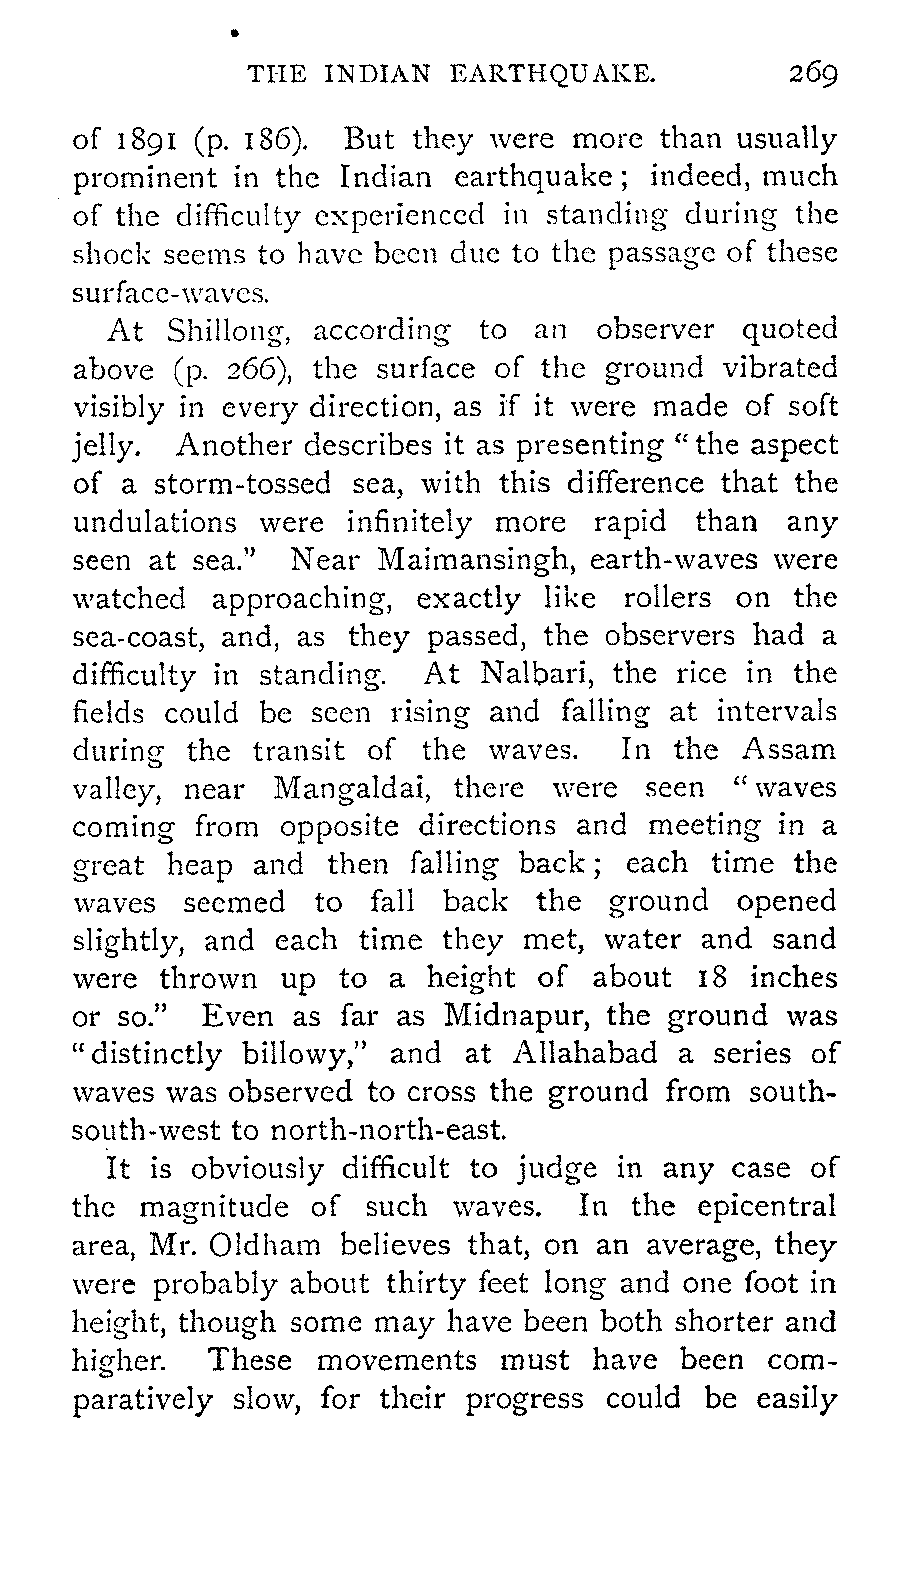 THE INDIAN EARTHQUAKE. 269
of 1891 (p. 186). But they were more than usually
prominent in the Indian earthquake; indeed, much
of the difficulty experienced in standing during the
shock seems to have been due to the passage of these
surface-waves.
At Shillong, according to an observer quoted
above (p. 266), the surface of the ground vibrated
visibly in every direction, as if it were made of soft
jelly. Another describes it as presenting "the aspect
of a storm-tossed sea, with this difference that the
undulations were infinitely more rapid than any
seen at sea." Near Maimansingh, earth-waves were
watched approaching, exactly like rollers on the
sea-coast, and, as they passed, the observers had a
difficulty in standing. At Nalbari, the rice in the
fields could be seen rising and falling at intervals
during the transit of the waves. In the Assam
valley, near Mangaldai, there were seen "waves
coming from opposite directions and meeting in a
great heap and then falling back; each time the
waves seemed to fall back the ground opened
slightly, and each time they met, water and sand
were thrown up to a height of about 18 inches
or so." Even as far as Midnapur, the ground was
"distinctly billowy," and at Allahabad a series of
waves was observed to cross the ground from south-
south-west to north-north-east.
It is obviously difficult to judge in any case of
the magnitude of such waves. In the epicentral
area, Mr. Oldham believes that, on an average, they
were probably about thirty feet long and one foot in
height, though some may have been both shorter and
higher. These movements must have been com-
paratively slow, for their progress could be easily